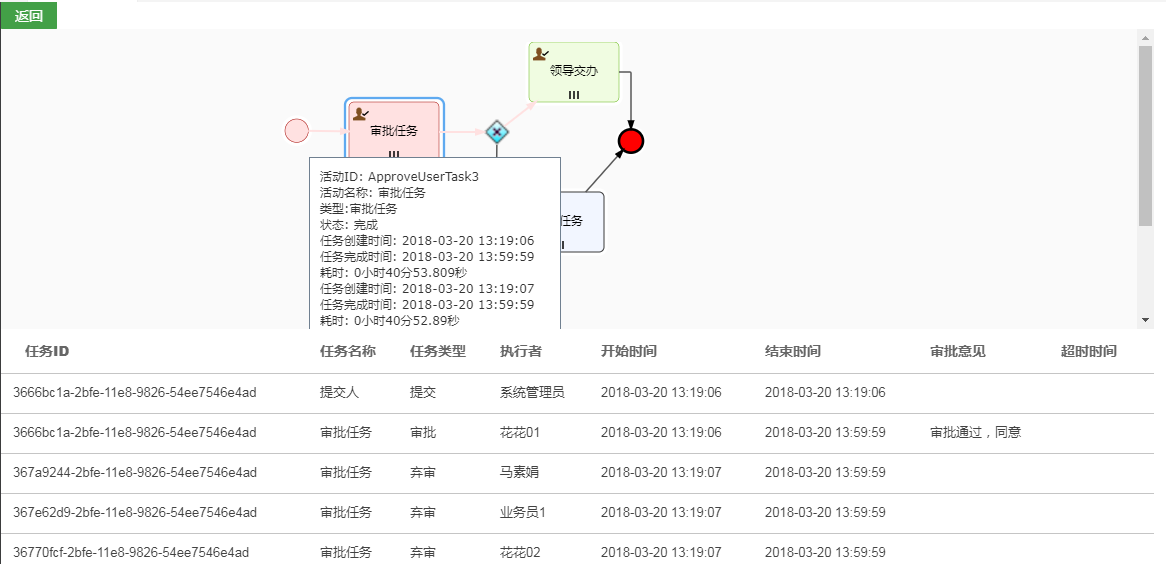 返回
领导交办
审批任务
活动ID: ApproveUserTask3
活动名称: 审批任务
类型:审批任务
状态: 完成
任务创建时间: 2018-03-20 13:19:06
任务完成时间: 2018-03-20 13:59:59
耗时: 0小时40分53.809秒
任务创建时间: 2018-03-20 13:19:07
任务完成时间: 2018-03-20 13:59:59
耗时: 0小时40分52.89秒
任务
任务ID 任务名称 任务类型 执行者 开始时间 结束时间 审批意见 超时时间
3666bc1a-2bfe-11e8-9826-54ee7546e4ad 提交人 提交 系统管理员 2018-03-20 13:19:06 2018-03-20 13:19:06
3666bc1a-2bfe-11e8-9826-54ee7546e4ad 审批任务 审批 花花01 2018-03-20 13:19:06 2018-03-20 13:59:59 审批通过，同意
367a9244-2bfe-11e8-9826-54ee7546e4ad 审批任务 弃审 马素娟 2018-03-20 13:19:07 2018-03-20 13:59:59
367e62d9-2bfe-11e8-9826-54ee7546e4ad 审批任务 弃审 业务员1 2018-03-20 13:19:07 2018-03-20 13:59:59
36770fcf-2bfe-11e8-9826-54ee7546e4ad 审批任务 弃审 花花02 2018-03-20 13:19:07 2018-03-20 13:59:59